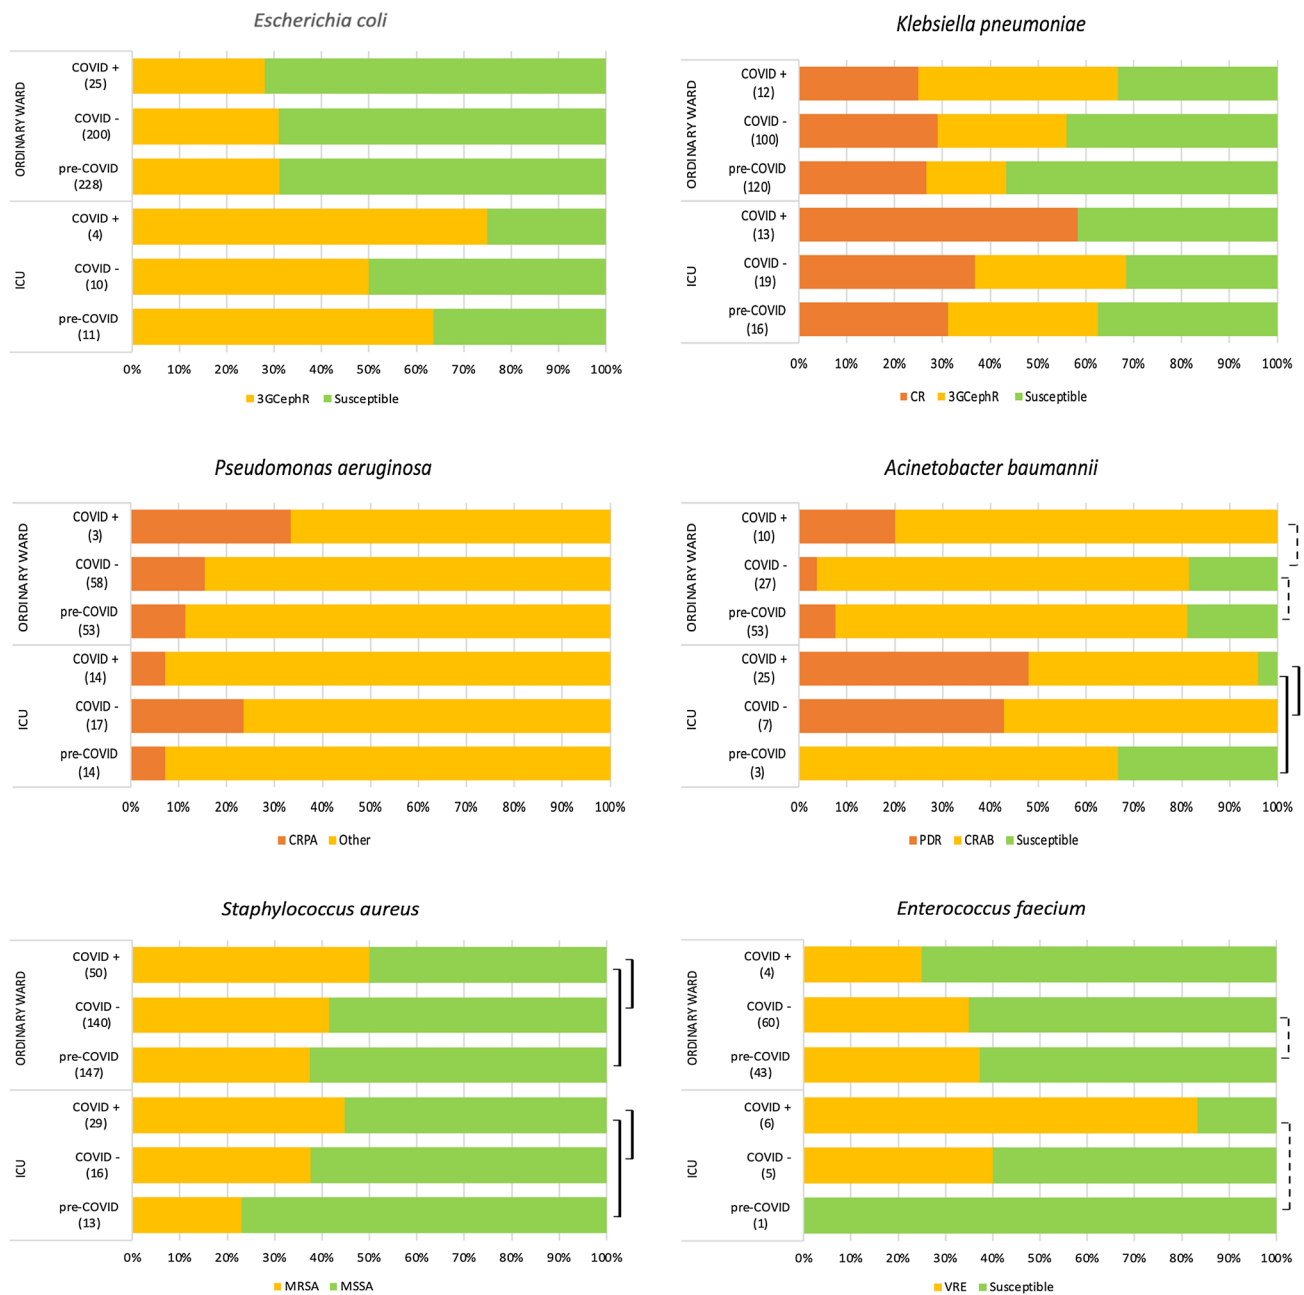 Escherichia coli
ORDINARY WARD
COVID +
(25)
COVID -
(200)
pre-COVID
(228)
ICU
COVID +
(4)
COVID -
(10)
pre-COVID
(11)
0% 10% 20% 30% 40% 50% 60% 70% 80% 90% 100%
3GCephR Susceptible
Klebsiella pneumoniae
ORDINARY WARD
COVID +
(12)
COVID -
(100)
pre-COVID
(120)
ICU
COVID +
(13)
COVID -
(19)
pre-COVID
(16)
0% 10% 20% 30% 40% 50% 60% 70% 80% 90% 100%
CR 3GCephR Susceptible
Pseudomonas aeruginosa
ORDINARY WARD
COVID +
(3)
COVID -
(58)
pre-COVID
(53)
ICU
COVID +
(14)
COVID -
(17)
pre-COVID
(14)
0% 10% 20% 30% 40% 50% 60% 70% 80% 90% 100%
CRPA Other
Acinetobacter baumannii
ORDINARY WARD
COVID +
(10)
COVID -
(27)
pre-COVID
(53)
ICU
COVID +
(25)
COVID -
(7)
pre-COVID
(3)
0% 10% 20% 30% 40% 50% 60% 70% 80% 90% 100%
PDR CRAB Susceptible
Staphylococcus aureus
ORDINARY WARD
COVID +
(50)
COVID -
(140)
pre-COVID
(147)
ICU
COVID +
(29)
COVID -
(16)
pre-COVID
(13)
0% 10% 20% 30% 40% 50% 60% 70% 80% 90% 100%
MRSA MSSA
Enterococcus faecium
ORDINARY WARD
COVID +
(4)
COVID -
(60)
pre-COVID
(43)
ICU
COVID +
(6)
COVID -
(5)
pre-COVID
(1)
0% 10% 20% 30% 40% 50% 60% 70% 80% 90% 100%
VRE Susceptible